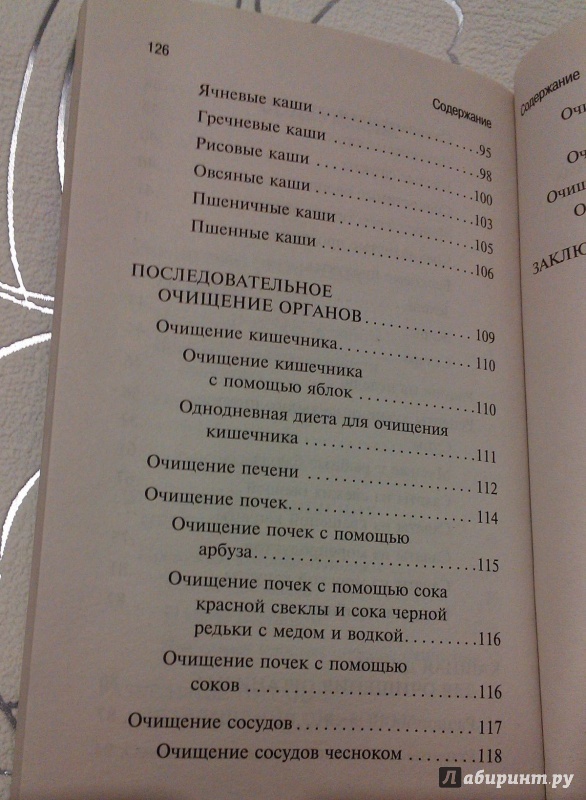 126
Содержание
Ячневые каши . . . . . . . . . . . . . . . . . 95
Гречневые каши . . . . . . . . . . . . . . . . 98
Рисовые каши . . . . . . . . . . . . . . . . . 100
Овсяные каши . . . . . . . . . . . . . . . . . 103
Пшеничные каши . . . . . . . . . . . . . . . 105
Пшенные каши . . . . . . . . . . . . . . . . 106
ПОСЛЕДОВАТЕЛЬНОЕ
ОЧИЩЕНИЕ ОРГАНОВ . . . . . . . . . . . . 109
Очищение кишечника. . . . . . . . . . . . . . 110
Очищение кишечника
с помощью яблок . . . . . . . . . . . . . 110
Однодневная диета для очищения
кишечника . . . . . . . . . . . . . . . . . 111
Очищение печени . . . . . . . . . . . . . . . . 112
Очищение почек. . . . . . . . . . . . . . . . . 114
Очищение почек с помощью
арбуза. . . . . . . . . . . . . . . . . . . . . 115
Очищение почек с помощью сока
красной свеклы и сока черной
редьки с медом и водкой. . . . . . . . 116
Очищение почек с помощью
соков . . . . . . . . . . . . . . . . . . . . . 116
Очищение сосудов . . . . . . . . . . . . . . . 117
Очищение сосудов чесноком . . . . . . . 118
Содержание
Очи
Очи
Очищ
О
ЗАКЛЮ
Лабиринт.ру